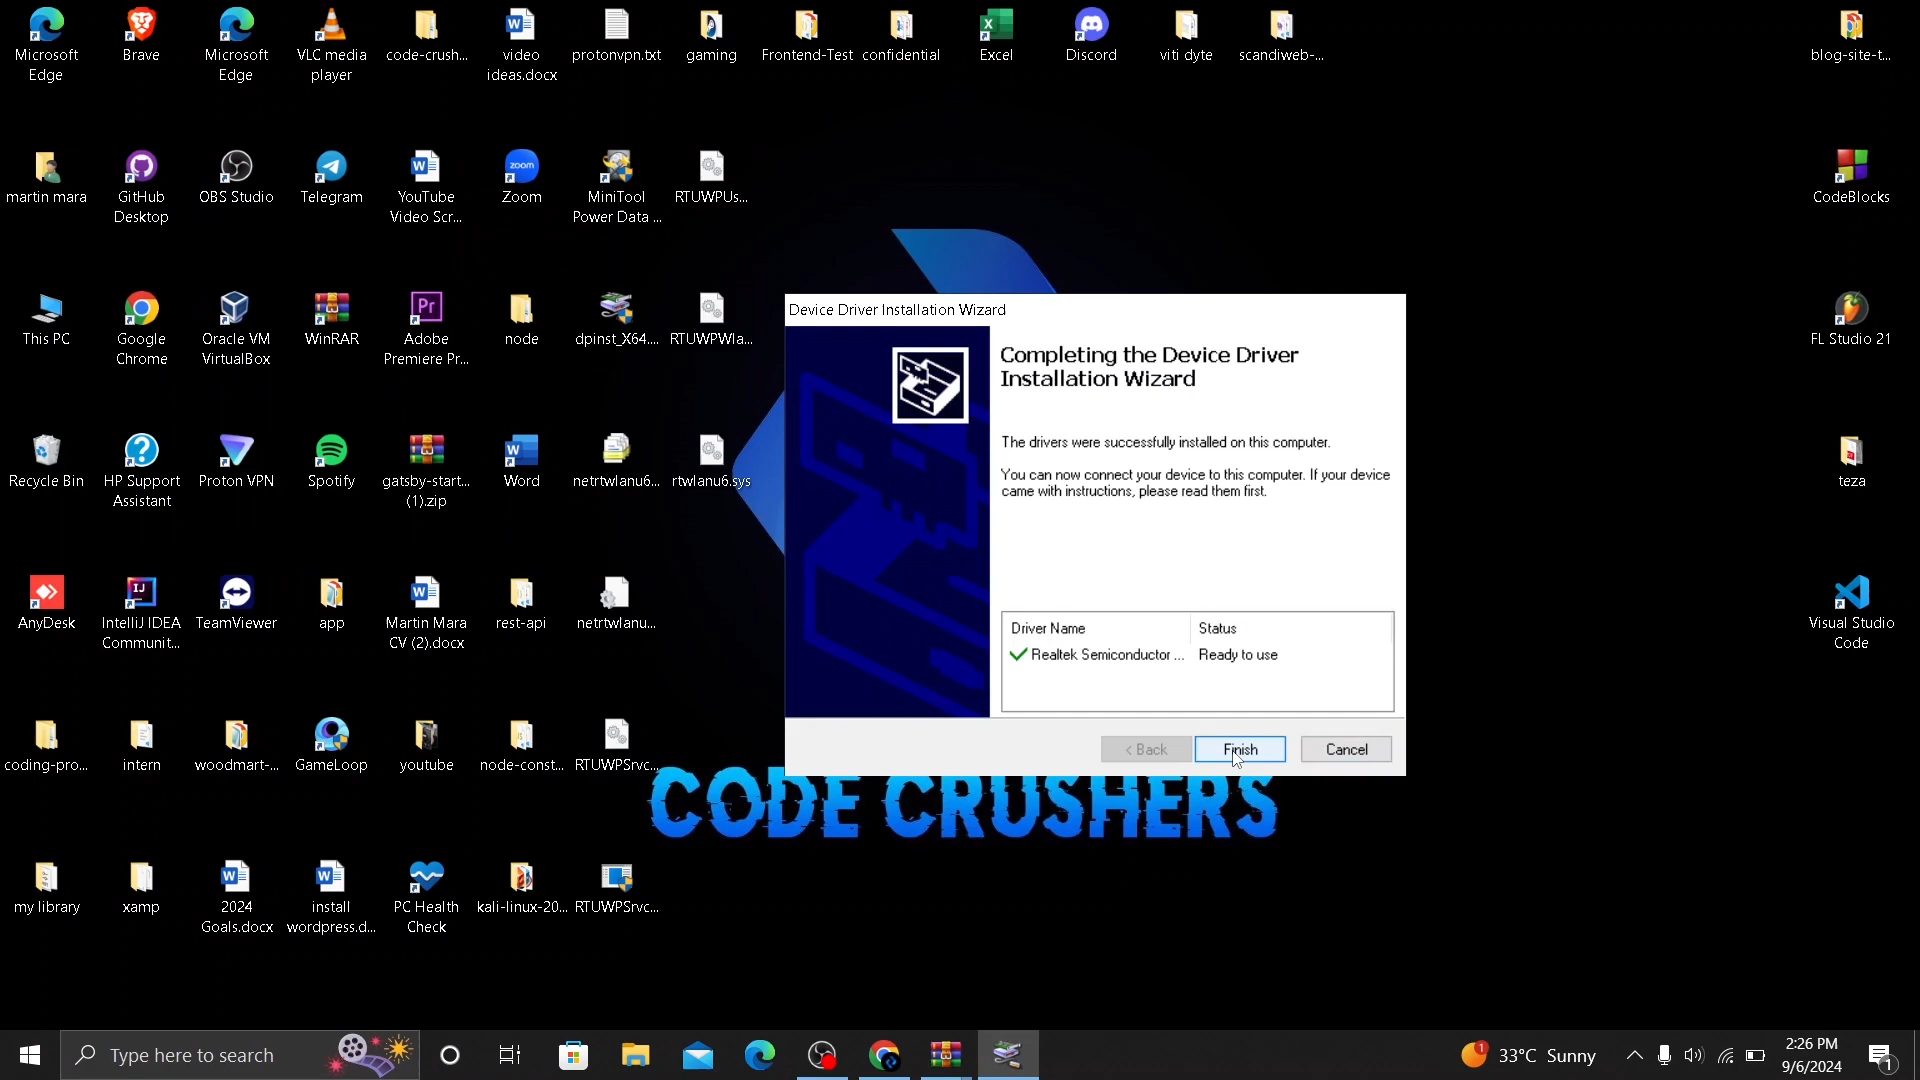 Microsoft
Edge
Brave
Microsoft
Edge
VLC media
player
code-crush...
video
ideas.docx
protonvpn.txt
gaming
Frontend-Test
confidential
Excel
Discord
viti dyte
scandiweb-...
blog-site-t...
martin mara
GitHub
Desktop
OBS Studio
Telegram
YouTube
Video Scr...
zoom
Zoom
MiniTool
Power Data ...
RTUWPUs...
CodeBlocks
This PC
Google
Chrome
Oracle VM
VirtualBox
WinRAR
Pr
Adobe
Premiere Pr...
node
dpinst_X64....
RTUWPWla...
FL Studio 21
Recycle Bin
HP Support
Assistant
Proton VPN
Spotify
gatsby-start...
(1).zip
Word
netrtwlanu6...
rtwlanu6.sys
teza
AnyDesk
IntelliJ IDEA
Communit...
TeamViewer
app
Martin Mara
CV (2).docx
rest-api
netrtwlanu...
Visual Studio
Code
coding-pro...
intern
woodmart-...
GameLoop
youtube
node-const...
RTUWPSrvc...
my library
xamp
2024
Goals.docx
install
wordpress.d...
PC Health
Check
kali-linux-20...
RTUWPSrvc...
Device Driver Installation Wizard
Completing the Device Driver
Installation Wizard
The drivers were successfully installed on this computer.
You can now connect your device to this computer. If your device
came with instructions, please read them first.
Driver Name Status
Realtek Semiconductor ... Ready to use
< Back Finish Cancel
CODE CRUSHERS
Type here to search
1
33°C Sunny
2:26 PM
9/6/2024
1